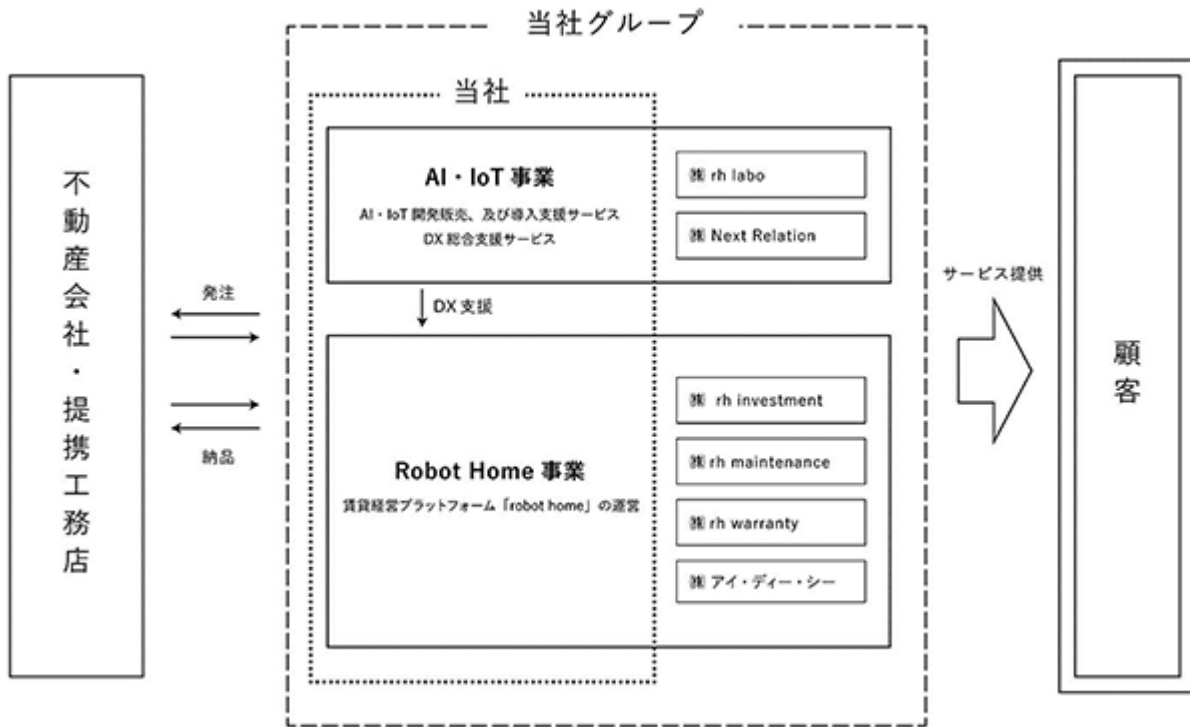 当社グループ
当社
不動産会社・提携工務店
発注
納品
AI・IoT 事業
AI・IoT 開発販売、及び導入支援サービス
DX 総合支援サービス
㈱ rh labo
㈱ Next Relation
DX 支援
Robot Home 事業
賃貸経営プラットフォーム「robot home」の運営
㈱ rh investment
㈱ rh maintenance
㈱ rh warranty
㈱ アイ・ディー・シー
サービス提供
顧客